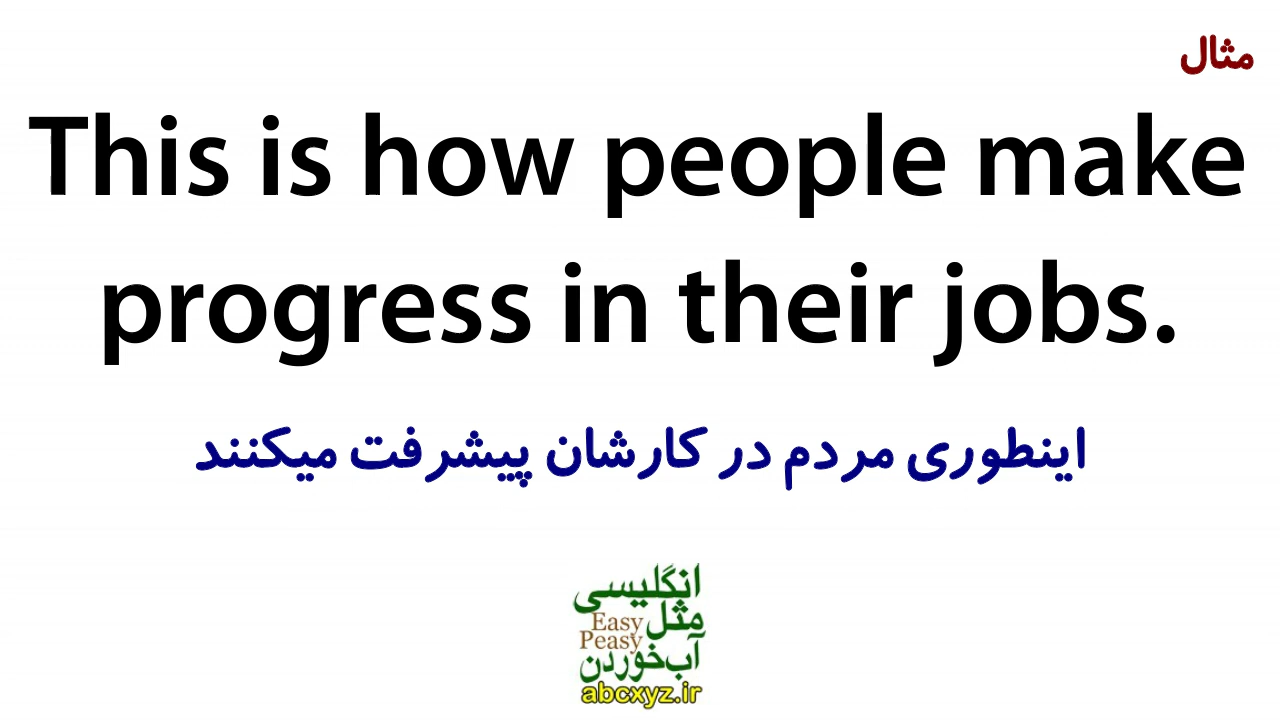 مثال
This is how people make
progress in their jobs.
اینطوری مردم در کارشان پیشرفت میکنند
انگلیسی
مثل
Easy
Peasy
آب‌خوردن
abcxyz.ir